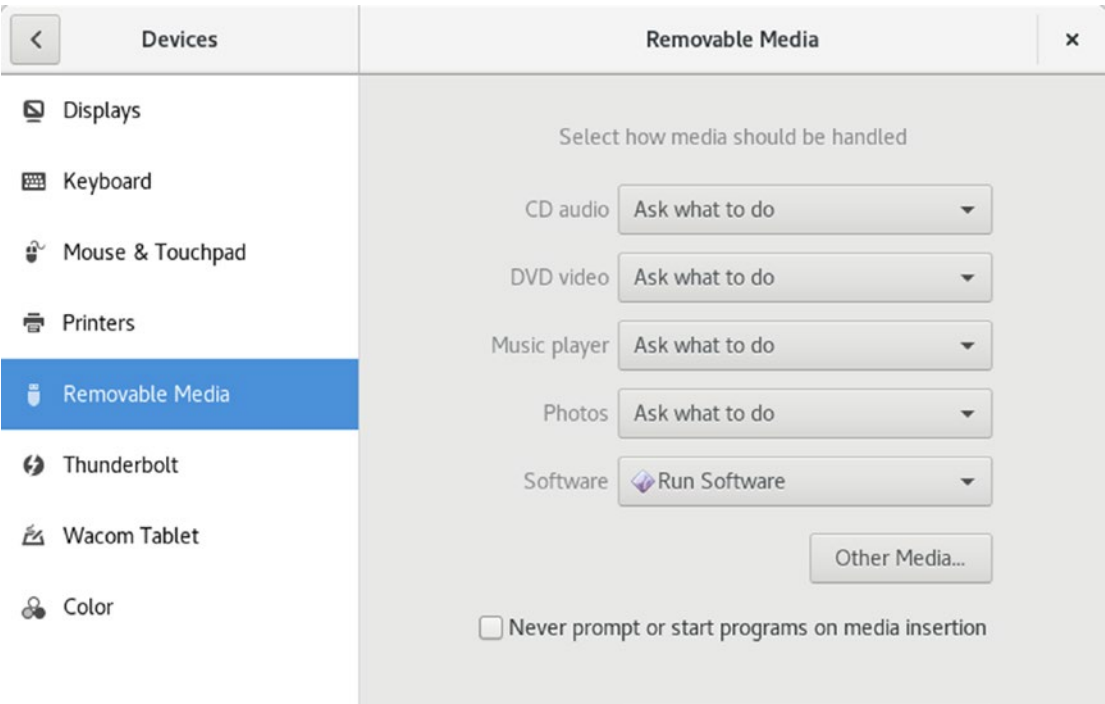 Devices
Removable Media
Displays
Keyboard
Mouse & Touchpad
Printers
Removable Media
Thunderbolt
Wacom Tablet
Color
Select how media should be handled
CD audio Ask what to do
DVD video Ask what to do
Music player Ask what to do
Photos Ask what to do
Software Run Software
Other Media...
Never prompt or start programs on media insertion